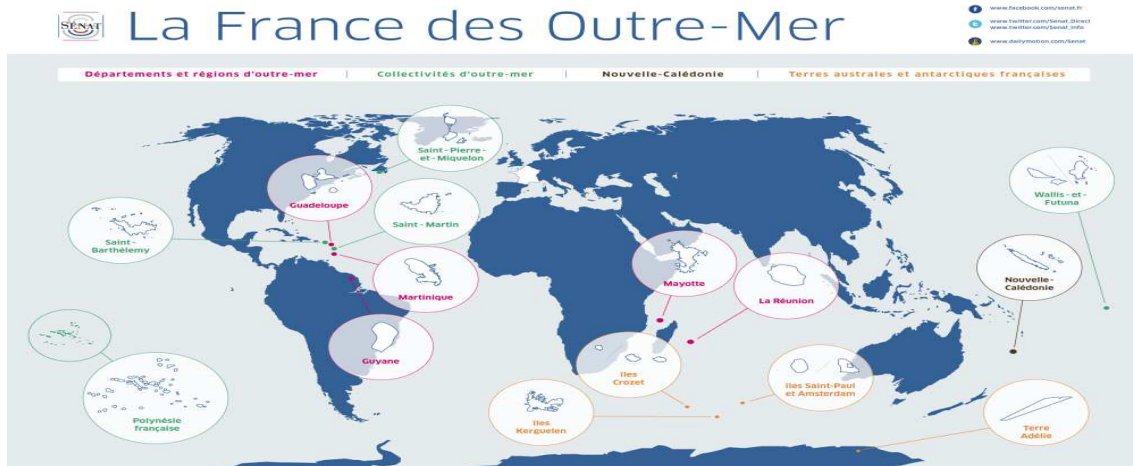 SÉNAT
La France des Outre-Mer
www.facebook.com/senat.fr
www.twitter.com/Senat_Direct
www.twitter.com/Senat_Info
www.dailymotion.com/Senat
Départements et régions d'outre-mer | Collectivités d'outre-mer | Nouvelle-Calédonie | Terres australes et antarctiques françaises
Saint-Pierre-
et-Miquelon
Guadeloupe
Saint-Martin
Saint-
Barthélemy
Martinique
Guyane
Polynésie
française
Mayotte
La Réunion
Wallis-et-
Futuna
Nouvelle-
Calédonie
îles
Crozet
îles Saint-Paul
et Amsterdam
îles
Kerguelen
Terre
Adélie